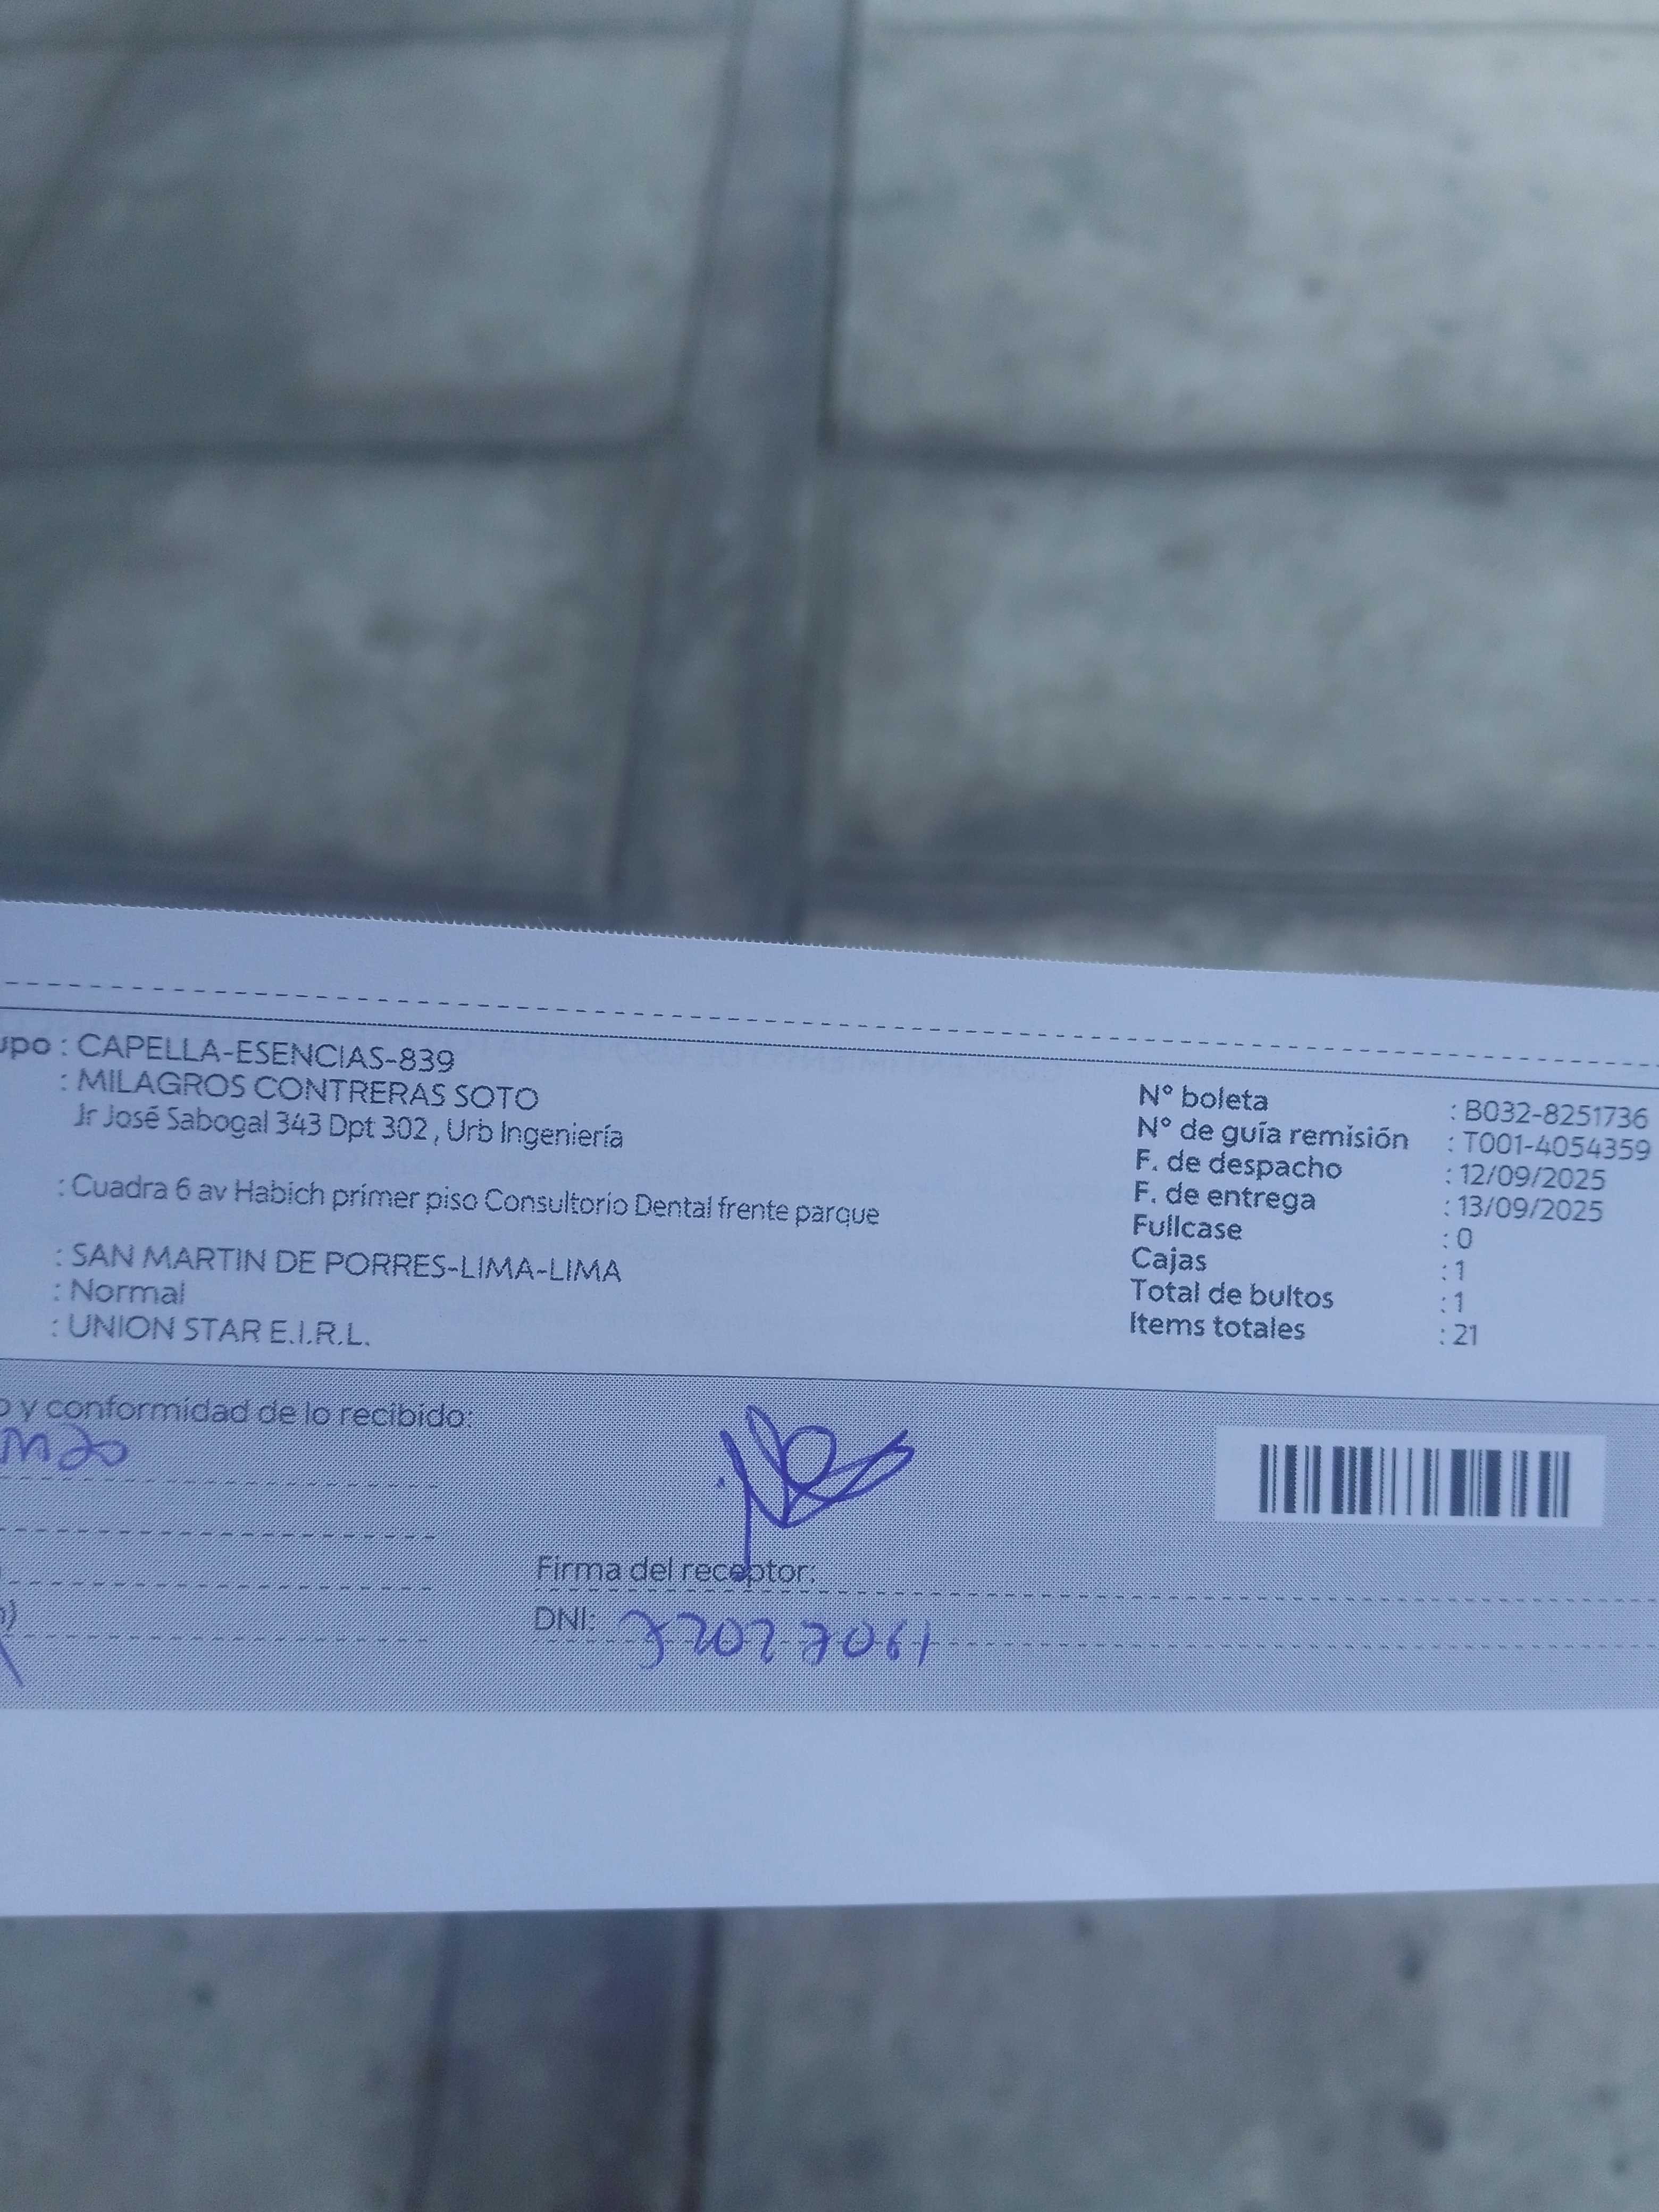 upo : CAPELLA-ESENCIAS-839
: MILAGROS CONTRERAS SOTO
Jr José Sabogal 343 Dpt 302 , Urb Ingeniería
: Cuadra 6 av Habich primer piso Consultorio Dental frente parque
: SAN MARTIN DE PORRES-LIMA-LIMA
: Normal
: UNION STAR E.I.R.L.
Nº boleta : B032-8251736
Nº de guía remisión : T001-4054359
F. de despacho : 12/09/2025
F. de entrega : 13/09/2025
Fullcase : 0
Cajas : 1
Total de bultos : 1
Items totales : 21
o y conformidad de lo recibido:
Firma del receptor:
DNI: 72027061